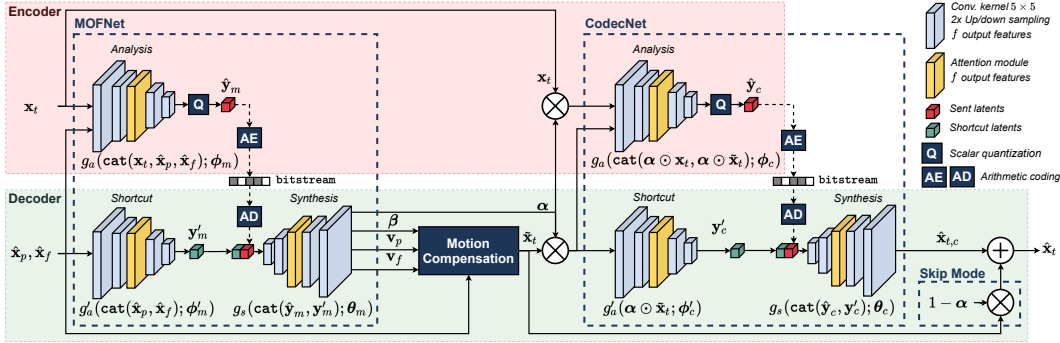 Encoder
MOFNet
CodecNet
Conv. kernel 5 × 5
2x Up/down sampling
f output features
Analysis
Analysis
Attention module
f output features
ŷ_m
x_t
ŷ_c
x_t
Q
Q
Sent latents
Shortcut latents
AE
AE
Q Scalar quantization
g_a(cat(x_t, x̂_p, x̂_f); ϕ_m)
g_a(cat(α ⊙ x_t, α ⊙ x̃_t); ϕ_c)
AE AD Arithmetic coding
bitstream
bitstream
Decoder
Shortcut
AD
Synthesis
α
Shortcut
AD
Synthesis
y′_m
β
x̃_t
y′_c
x̂_p, x̂_f
v_p
v_f
Motion
Compensation
x̂_{t,c}
x̂_t
Skip Mode
1 − α
g′_a(cat(x̂_p, x̂_f); ϕ′_m)
g_s(cat(ŷ_m, y′_m); θ_m)
g′_a(α ⊙ x̃_t; ϕ′_c)
g_s(cat(ŷ_c, y′_c); θ_c)